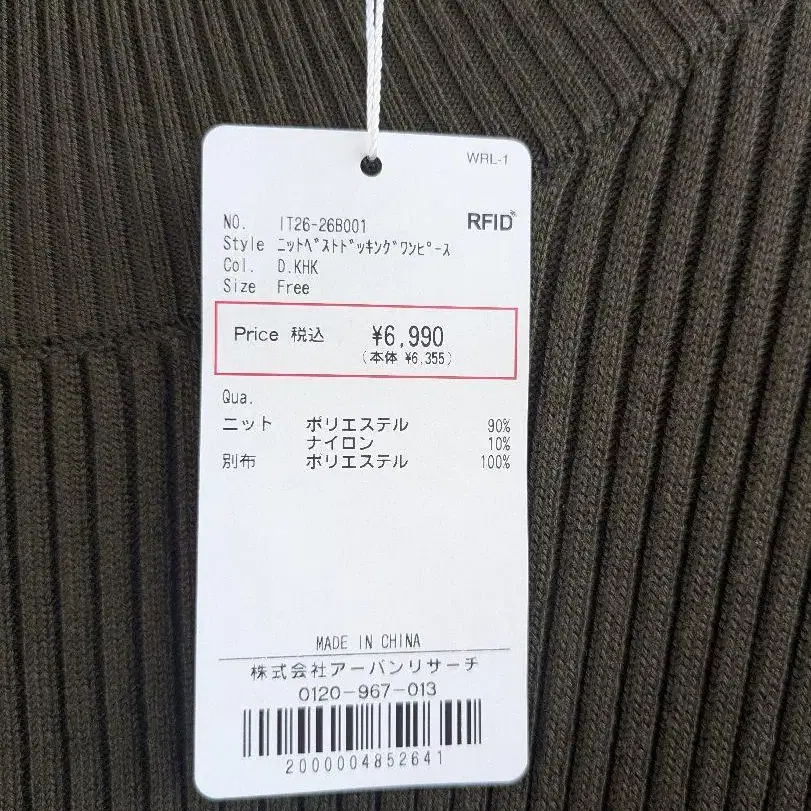 WRL-1
RFID
NO. IT26-26B001
Style ﾆｯﾄﾍﾞｽﾄﾄﾞｯｷﾝｸﾞﾜﾝﾋﾟｰｽ
Col. D.KHK
Size Free
Price 税込 ¥6,990
(本体 ¥6,355)
Qua.
ニット ポリエステル 90%
ナイロン 10%
別布 ポリエステル 100%
MADE IN CHINA
株式会社アーバンリサーチ
0120-967-013
2000004852641